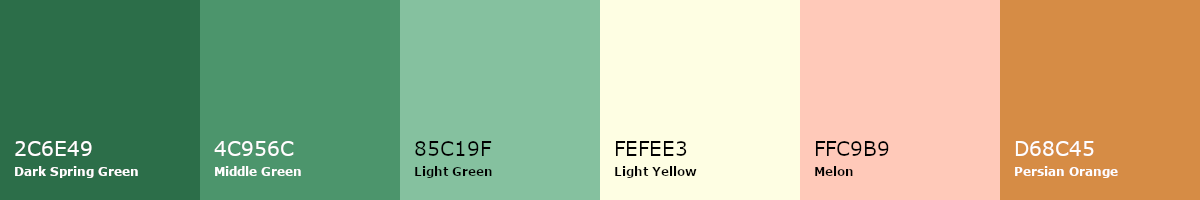 2C6E49
Dark Spring Green
4C956C
Middle Green
85C19F
Light Green
FEFEE3
Light Yellow
FFC9B9
Melon
D68C45
Persian Orange